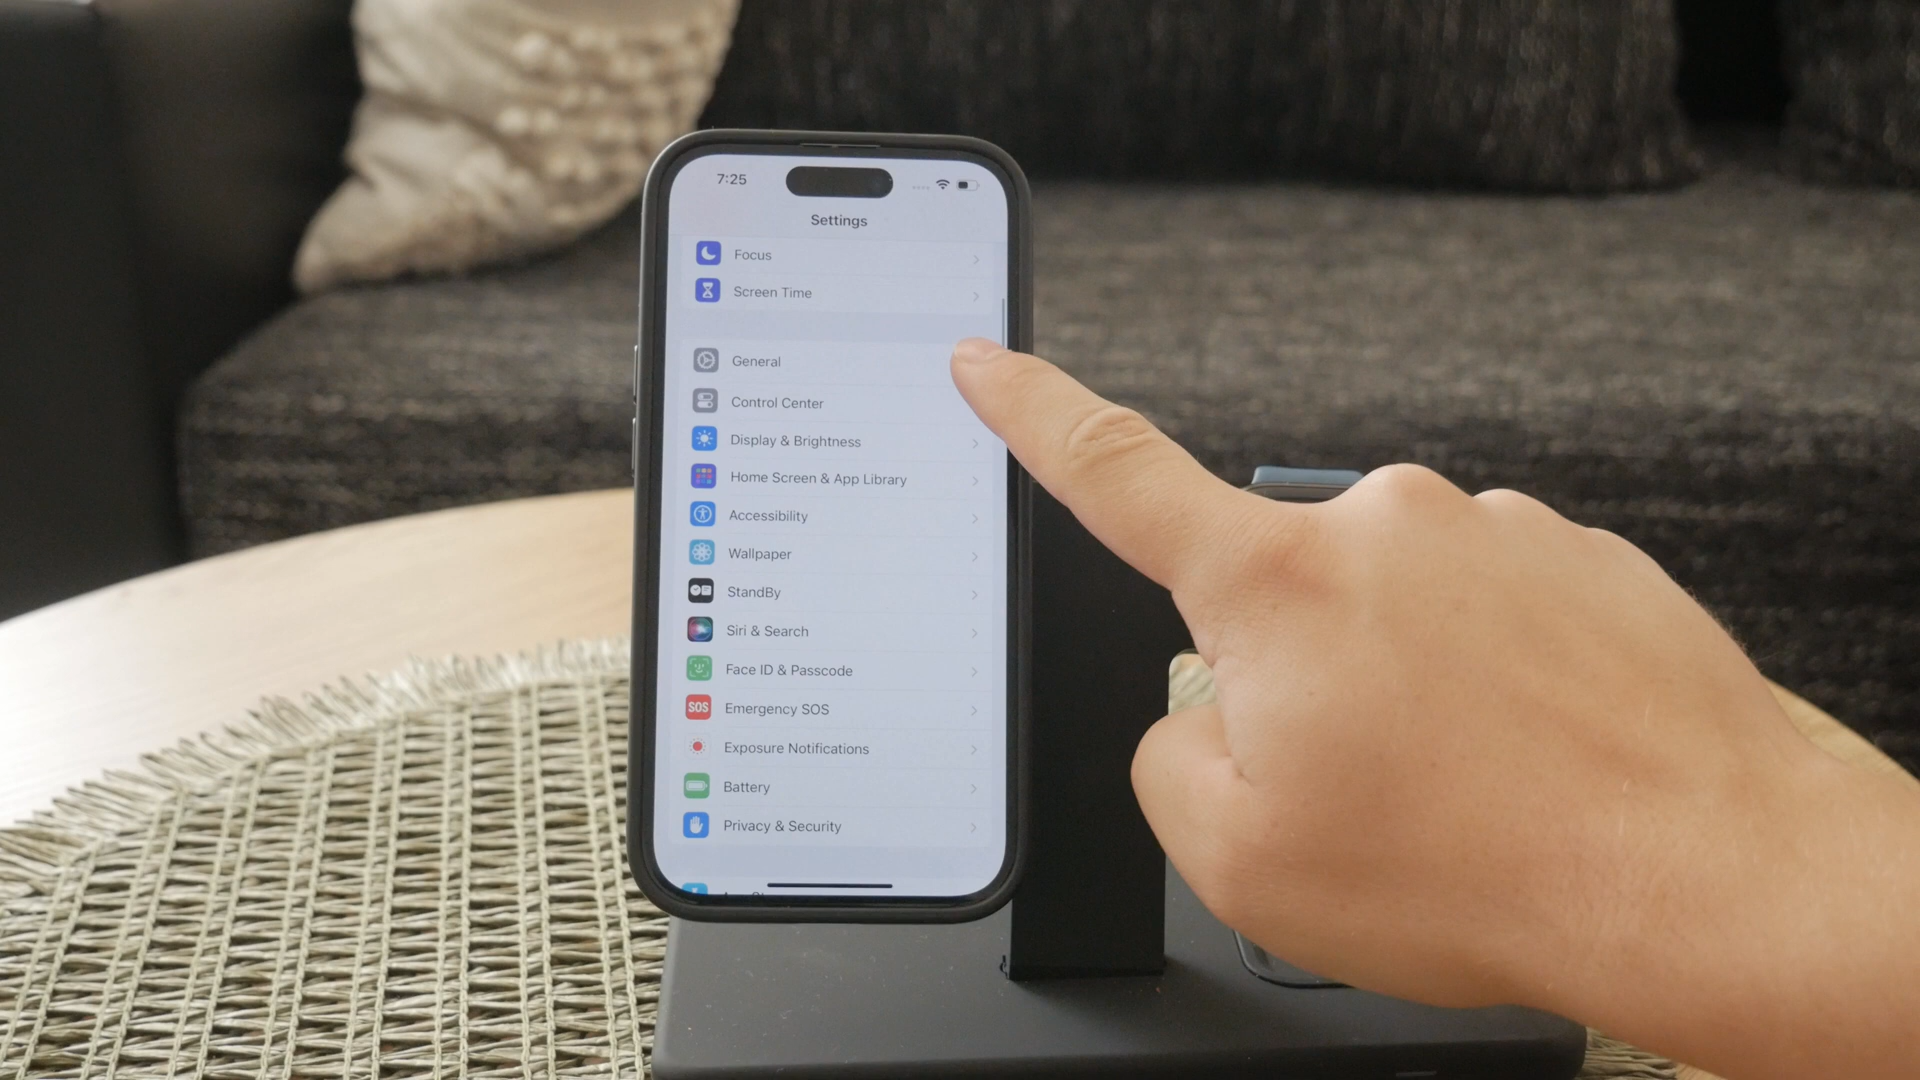 7:25
Settings
Focus
Screen Time
General
Control Center
Display & Brightness
Home Screen & App Library
Accessibility
Wallpaper
StandBy
Siri & Search
Face ID & Passcode
SOS Emergency SOS
Exposure Notifications
Battery
Privacy & Security